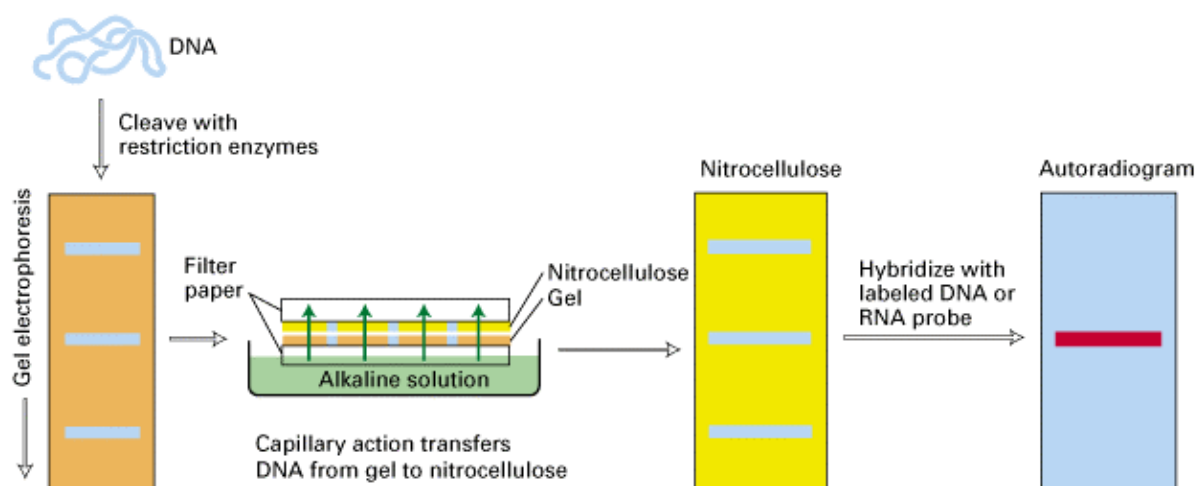 DNA
Cleave with
restriction enzymes
Gel electrophoresis
Filter
paper
Nitrocellulose
Gel
Alkaline solution
Capillary action transfers
DNA from gel to nitrocellulose
Nitrocellulose
Hybridize with
labeled DNA or
RNA probe
Autoradiogram